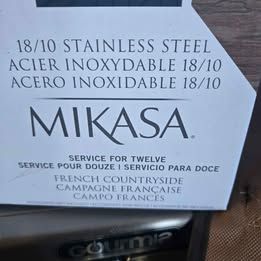 18/10 STAINLESS STEEL
ACIER INOXYDABLE 18/10
ACERO INOXIDABLE 18/10
MIKASA®
SERVICE FOR TWELVE
SERVICE POUR DOUZE | SERVICIO PARA DOCE
FRENCH COUNTRYSIDE
CAMPAGNE FRANÇAISE
CAMPO FRANCÉS
gourmia